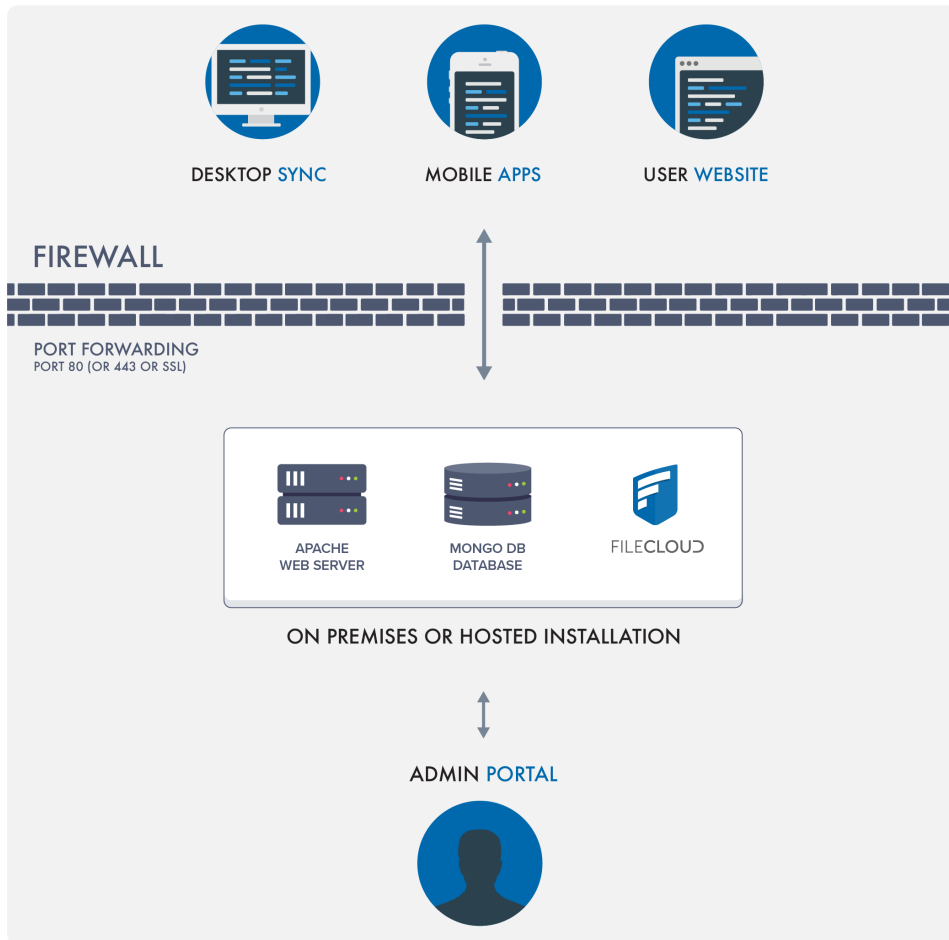 DESKTOP SYNC
MOBILE APPS
USER WEBSITE
FIREWALL
PORT FORWARDING
PORT 80 (OR 443 OR SSL)
APACHE
WEB SERVER
MONGO DB
DATABASE
FILECLOUD
ON PREMISES OR HOSTED INSTALLATION
ADMIN PORTAL